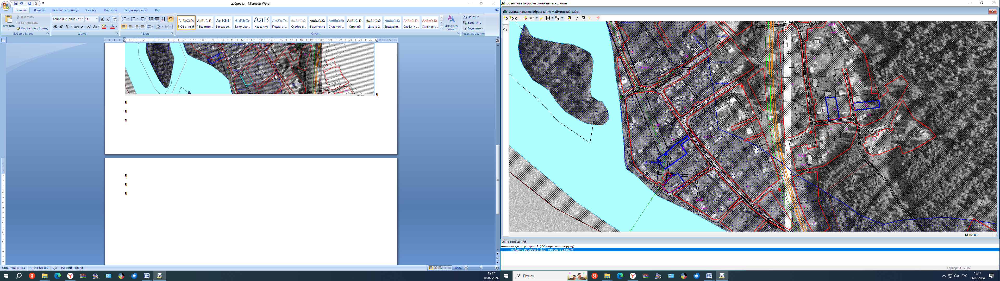 дубровка - Microsoft Word
Главная Вставка Разметка страницы Ссылки Рассылки Рецензирование Вид
Вставить
Вырезать
Копировать
Формат по образцу
Буфер обмена
Calibri (Основной те 11
Шрифт
Абзац
AaBbCcDc AaBbCcDc AaBbCc AaBbCc AaB AaBbCc. AaBbCcDc AaBbCcDc AaBbCcDc AaBbCcDc AaBbCcDc AaBbCcDc AaBbCcDc AaBbCcDc
¶ Обычный ¶ Без инте... Заголово... Заголово... Название Подзагол... Слабое в... Выделение Сильное ... Строгий Цитата 2 Выделенн... Слабая сс... Сильная с...
Стили
Изменить стили
Найти
Заменить
Выделить
Редактирование
Страница: 3 из 3 Число слов: 0 Русский (Россия)
100%
15:47
06.07.2024
объектные информационные технологии
муниципальное образование Майминский район
М 1:2000
Окно сообщений
--------- найдено растров: 1 (ESC - прервать загрузку)
--------- найдено растров: 2 (ESC - прервать загрузку)
Сервер: SERVER7
Поиск
РУС
15:47
06.07.2024